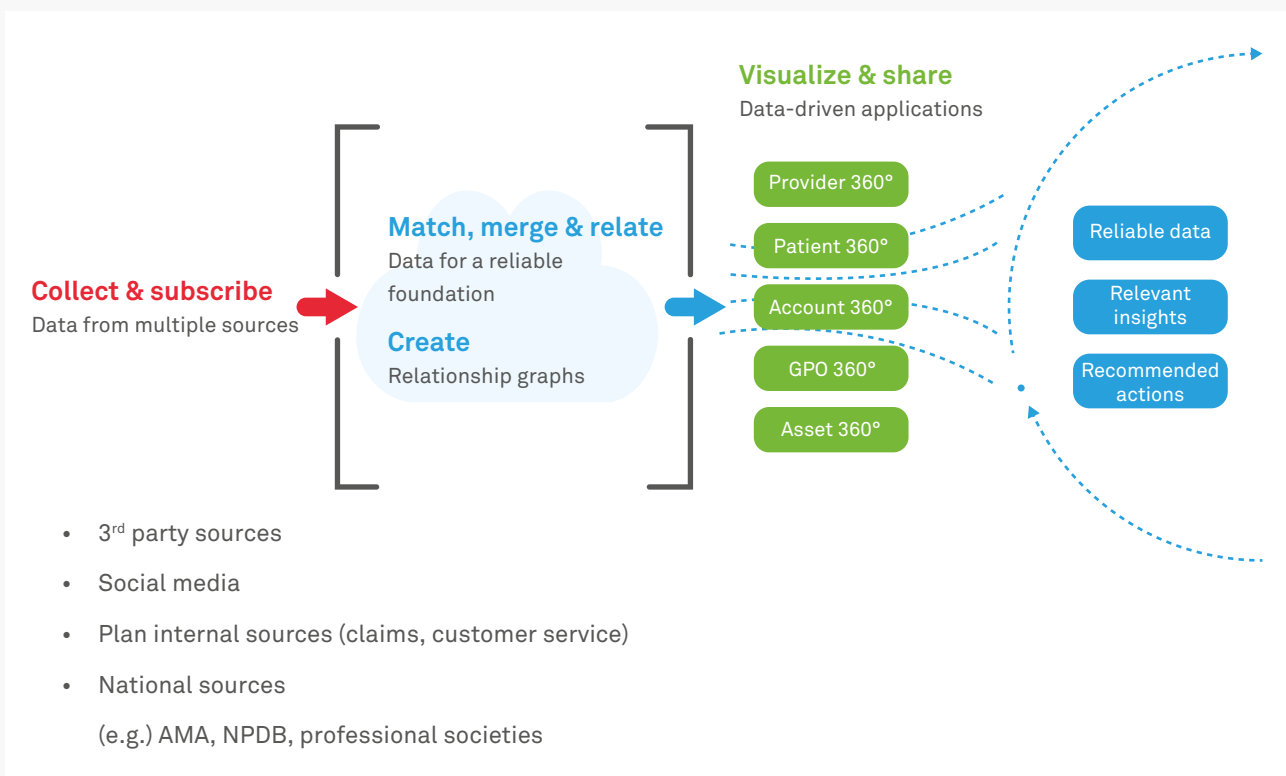 Collect & subscribe
Data from multiple sources
Match, merge & relate
Data for a reliable
foundation
Create
Relationship graphs
Visualize & share
Data-driven applications
Provider 360°
Patient 360°
Account 360°
GPO 360°
Asset 360°
Reliable data
Relevant
insights
Recommended
actions
• 3rd party sources
• Social media
• Plan internal sources (claims, customer service)
• National sources
(e.g.) AMA, NPDB, professional societies